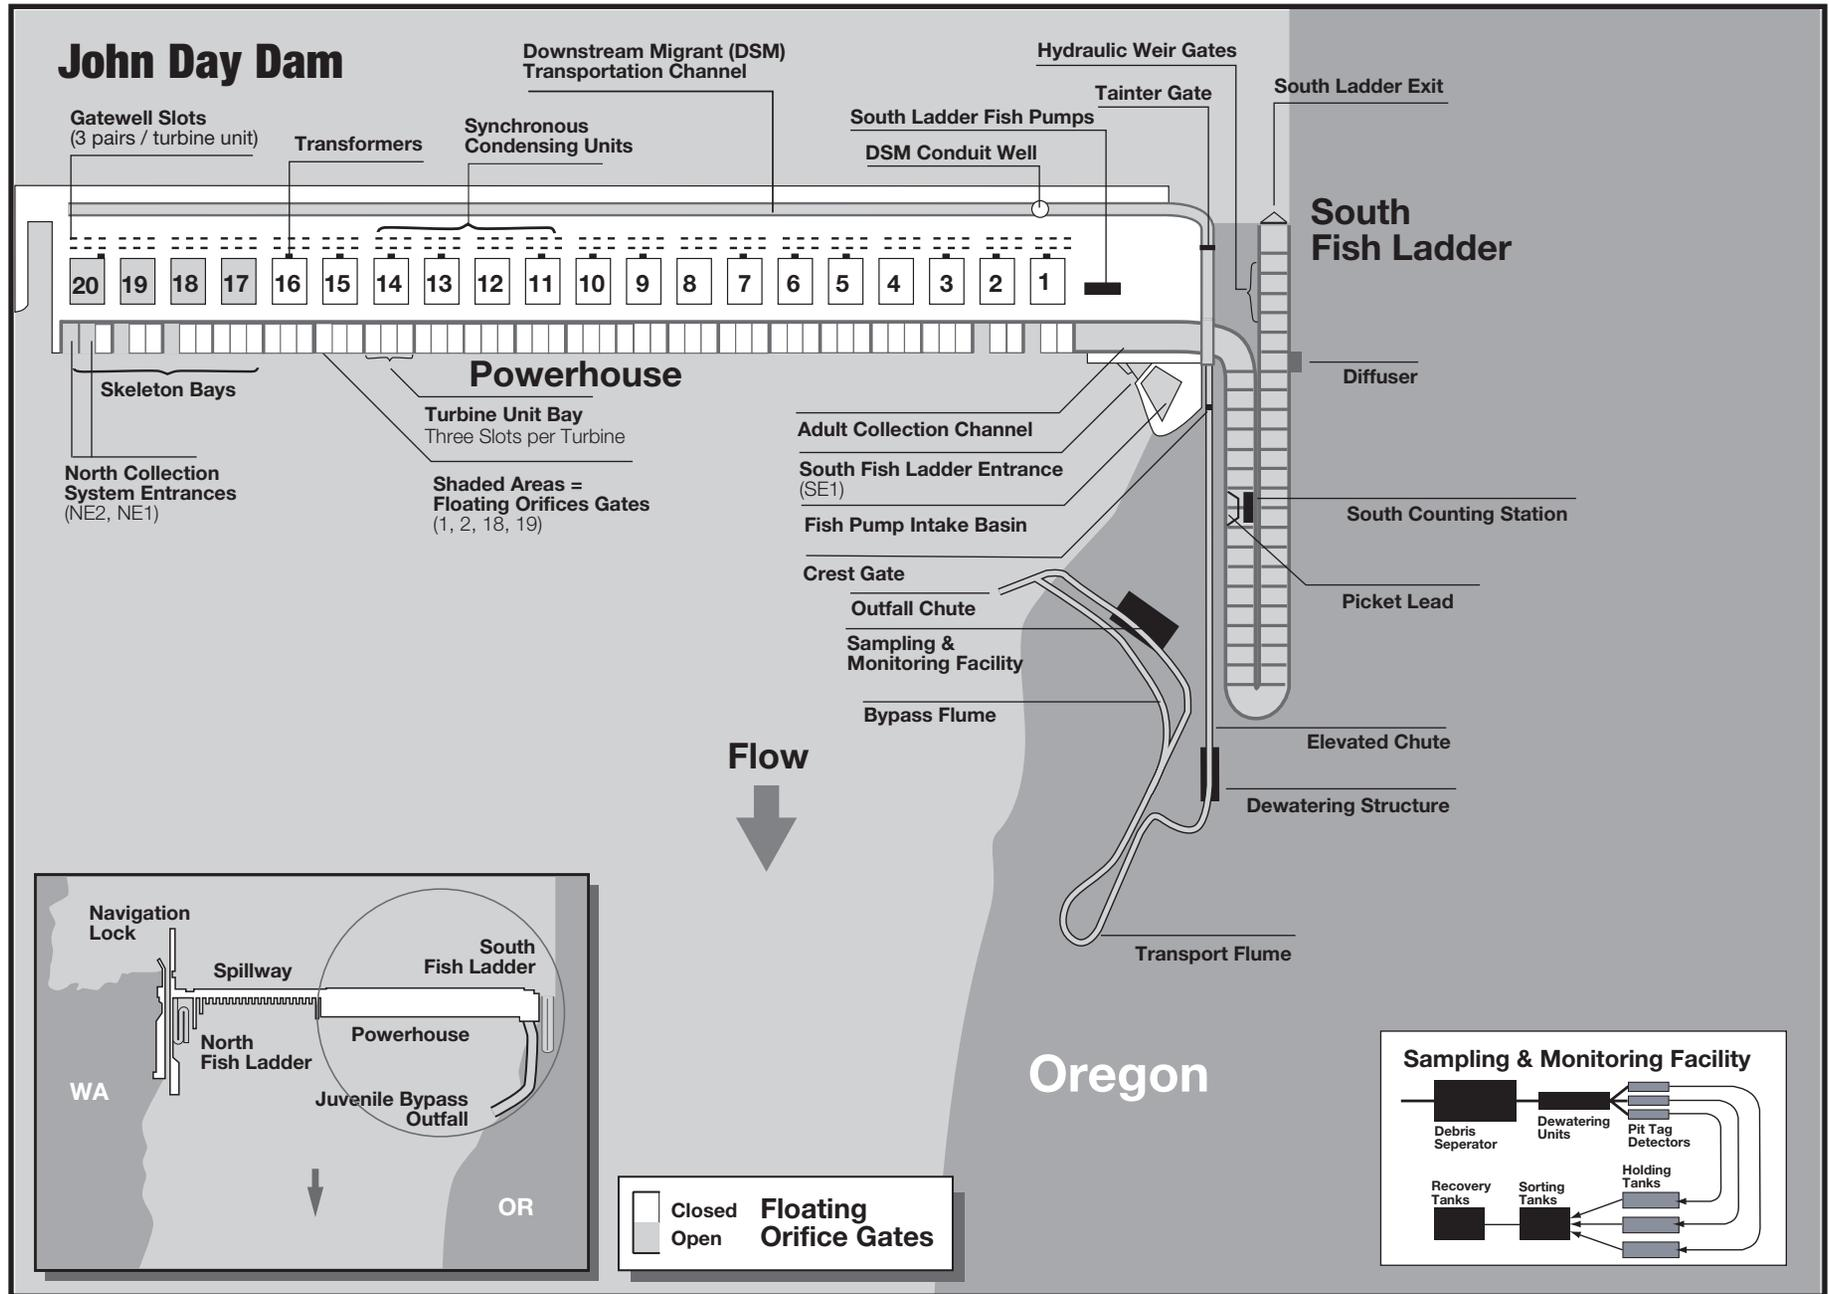 John Day Dam
Downstream Migrant (DSM)
Transportation Channel
Hydraulic Weir Gates
South Ladder Exit
Tainter Gate
Gatewell Slots
(3 pairs / turbine unit)
Transformers
Synchronous
Condensing Units
South Ladder Fish Pumps
DSM Conduit Well
South
Fish Ladder
20 19 18 17 16 15 14 13 12 11 10 9 8 7 6 5 4 3 2 1
Skeleton Bays
Powerhouse
Diffuser
Turbine Unit Bay
Three Slots per Turbine
Adult Collection Channel
North Collection
System Entrances
(NE2, NE1)
Shaded Areas =
Floating Orifices Gates
(1, 2, 18, 19)
South Fish Ladder Entrance
(SE1)
Fish Pump Intake Basin
South Counting Station
Crest Gate
Outfall Chute
Picket Lead
Sampling &
Monitoring Facility
Bypass Flume
Elevated Chute
Flow
Dewatering Structure
Transport Flume
Oregon
Navigation
Lock
Spillway
South
Fish Ladder
North
Fish Ladder
Powerhouse
WA
Juvenile Bypass
Outfall
OR
Closed
Open
Floating
Orifice Gates
Sampling & Monitoring Facility
Debris
Seperator
Dewatering
Units
Pit Tag
Detectors
Holding
Tanks
Recovery
Tanks
Sorting
Tanks